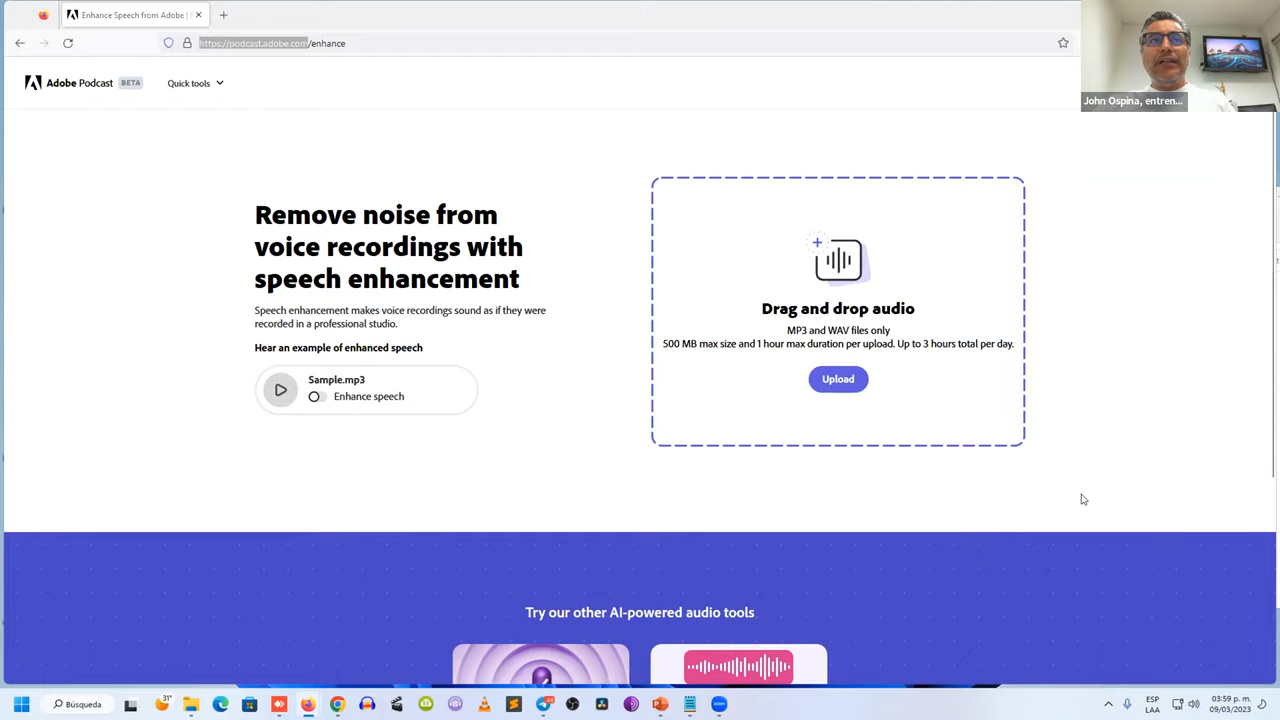 Enhance Speech from Adobe | F
https://podcast.adobe.com/enhance
John Ospina, entren...
Adobe Podcast BETA
Quick tools
Remove noise from
voice recordings with
speech enhancement
Speech enhancement makes voice recordings sound as if they were
recorded in a professional studio.
Hear an example of enhanced speech
Sample.mp3
Enhance speech
Drag and drop audio
MP3 and WAV files only
500 MB max size and 1 hour max duration per upload. Up to 3 hours total per day.
Upload
Try our other AI-powered audio tools
Búsqueda
31°
ESP
LAA
03:59 p. m.
09/03/2023